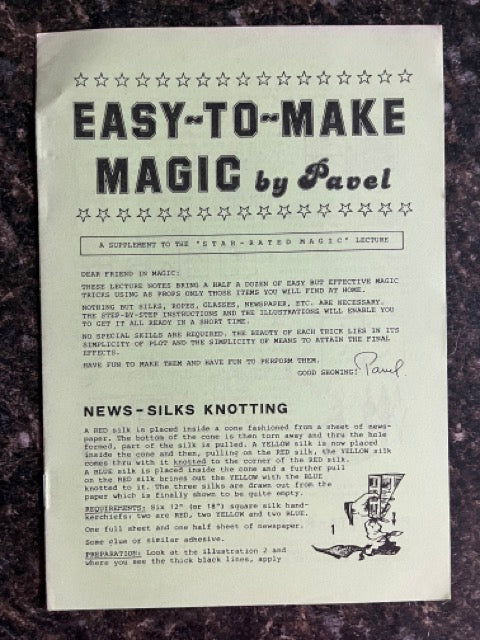 EASY~TO~MAKE
MAGIC by Pavel
A SUPPLEMENT TO THE "STAR-RATED MAGIC" LECTURE
DEAR FRIEND IN MAGIC:
THESE LECTURE NOTES BRING A HALF A DOZEN OF EASY BUT EFFECTIVE MAGIC
TRICKS USING AS PROPS ONLY THOSE ITEMS YOU WILL FIND AT HOME.
NOTHING BUT SILKS, ROPES, GLASSES, NEWSPAPER, ETC. ARE NECESSARY.
THE STEP-BY-STEP INSTRUCTIONS AND THE ILLUSTRATIONS WILL ENABLE YOU
TO GET IT ALL READY IN A SHORT TIME.
NO SPECIAL SKILLS ARE REQUIRED. THE BEAUTY OF EACH TRICK LIES IN ITS
SIMPLICITY OF PLOT AND THE SIMPLICITY OF MEANS TO ATTAIN THE FINAL
EFFECTS.
HAVE FUN TO MAKE THEM AND HAVE FUN TO PERFORM THEM.
GOOD SHOWING! Pavel
NEWS-SILKS KNOTTING
A RED silk is placed inside a cone fashioned from a sheet of news-
paper. The bottom of the cone is then torn away and thru the hole
formed, part of the silk is pulled. A YELLOW silk is now placed
inside the cone and then, pulling on the RED silk, the YELLOW silk
comes thru with it knotted to the corner of the RED silk.
A BLUE silk is placed inside the cone and a further pull
on the RED silk brings out the YELLOW with the BLUE
knotted to it. The three silks are drawn out from the
paper which is finally shown to be quite empty.
REQUIREMENTS: Six 12" (or 18") square silk hand-
kerchiefs: two are RED, two YELLOW and two BLUE.
One full sheet and one half sheet of newspaper.
Some glue or similar adhesive.
PREPARATION: Look at the illustration 2 and
where you see the thick black lines, apply
1